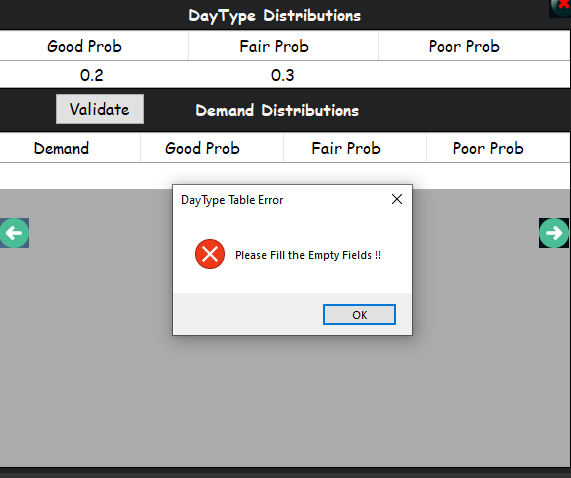 DayType Distributions
Good Prob Fair Prob Poor Prob
0.2 0.3
Validate Demand Distributions
Demand Good Prob Fair Prob Poor Prob
DayType Table Error
Please Fill the Empty Fields !!
OK